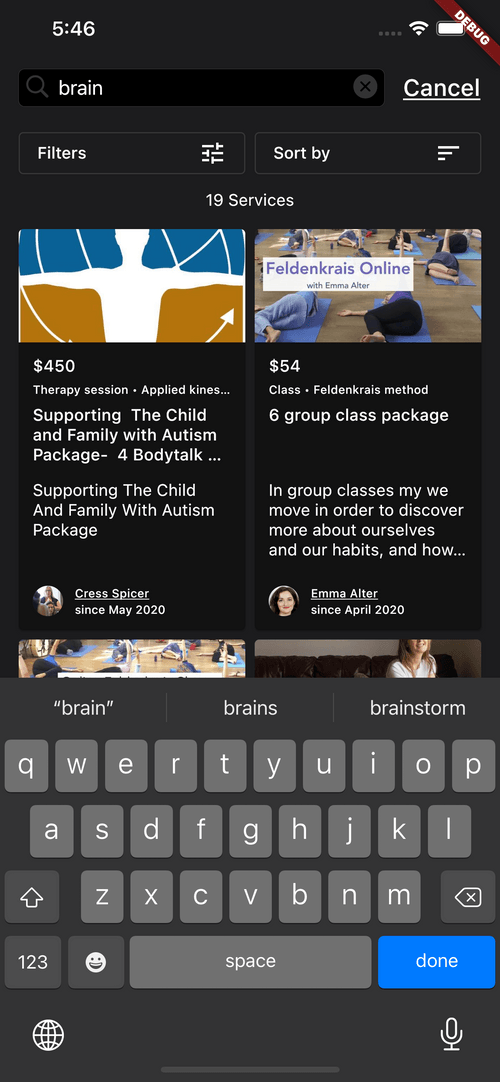 5:46
DEBUG
brain
Cancel
Filters
Sort by
19 Services
Feldenkrais Online
with Emma Alter
$450
Therapy session • Applied kines...
Supporting The Child
and Family with Autism
Package- 4 Bodytalk ...
Supporting The Child
And Family With Autism
Package
Cress Spicer
since May 2020
$54
Class • Feldenkrais method
6 group class package
In group classes my we
move in order to discover
more about ourselves
and our habits, and how...
Emma Alter
since April 2020
“brain”
brains
brainstorm
q w e r t y u i o p
a s d f g h j k l
z x c v b n m
123
space
done